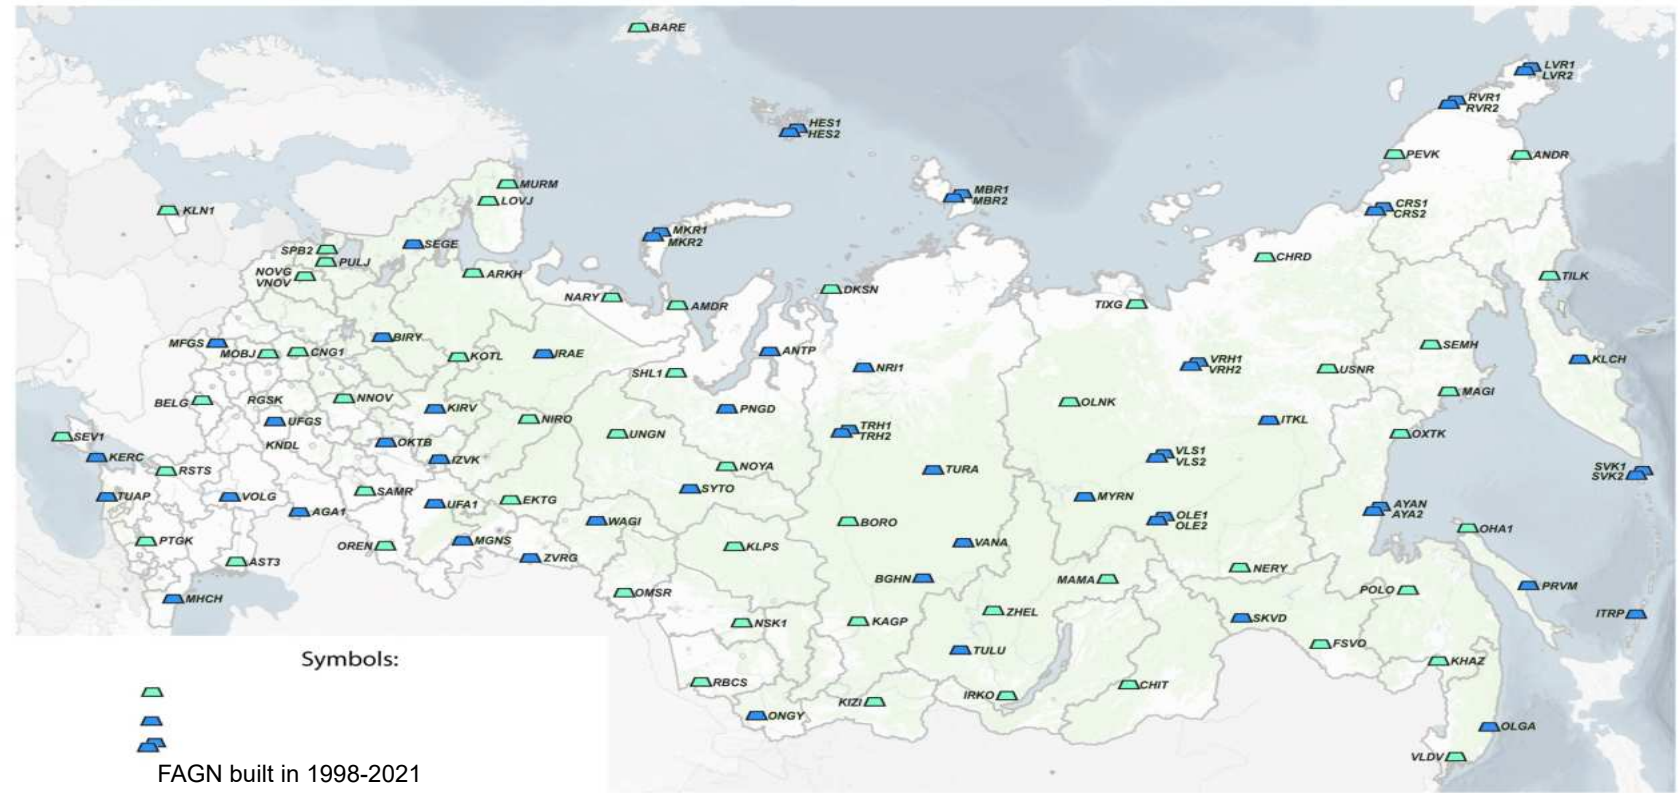 BARE
LVR1
LVR2
RVR1
RVR2
HES1
HES2
PEVK
ANDR
MURM
LOVJ
MBR1
MBR2
KLN1
CRS1
CRS2
MKR1
MKR2
SEGE
SPB2
PULJ
CHRD
NOVG
VNOV
ARKH
TILK
DKSN
NARY
AMDR
TIXG
BIRY
MFGS
MOBJ
CNG1
KOTL
IRAE
ANTP
SEMH
KLCH
VRH1
VRH2
NRI1
USNR
SHL1
MAGI
BELG
RGSK
NNOV
OLNK
KIRV
PNGD
UFGS
NIRO
ITKL
TRH1
TRH2
UNGN
OXTK
SEV1
KNDL
OKTB
KERC
IZVK
VLS1
VLS2
RSTS
NOYA
TURA
SVK1
SVK2
SYTO
SAMR
TUAP
VOLG
UFA1
EKTG
MYRN
AYAN
AYA2
AGA1
WAGI
BORO
OLE1
OLE2
OHA1
PTGK
OREN
MGNS
KLPS
VANA
ZVRG
AST3
NERY
BGHN
MAMA
PRVM
POLO
OMSR
MHCH
ZHEL
ITRP
NSK1
KAGP
SKVD
FSVO
TULU
KHAZ
RBCS
CHIT
IRKO
KIZI
ONGY
OLGA
VLDV
Symbols:
FAGN built in 1998-2021